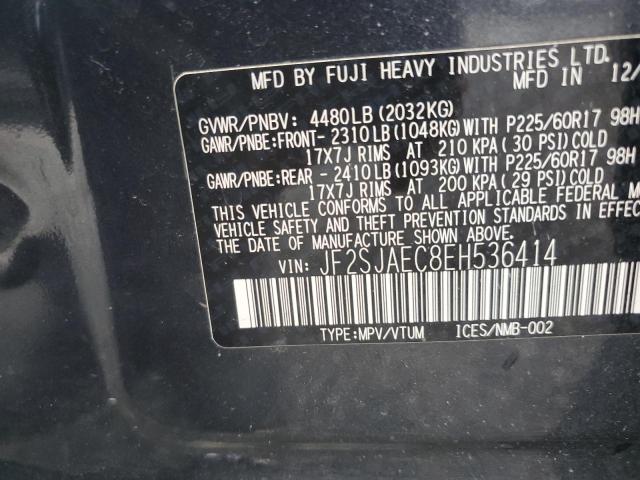 MFD BY FUJI HEAVY INDUSTRIES LTD.
MFD IN 12/
GVWR/PNBV: 4480LB (2032KG)
GAWR/PNBE:FRONT- 2310LB (1048KG) WITH P225/60R17 98H
17X7J RIMS AT 210 KPA ( 30 PSI) COLD
GAWR/PNBE:REAR - 2410LB (1093KG) WITH P225/60R17 98H
17X7J RIMS AT 200 KPA ( 29 PSI) COLD
THIS VEHICLE CONFORMS TO ALL APPLICABLE FEDERAL
VEHICLE SAFETY AND THEFT PREVENTION STANDARDS IN EFFEC
THE DATE OF MANUFACTURE SHOWN ABOVE.
VIN: JF2SJAEC8EH536414
TYPE:MPV/VTUM ICES/NMB-002